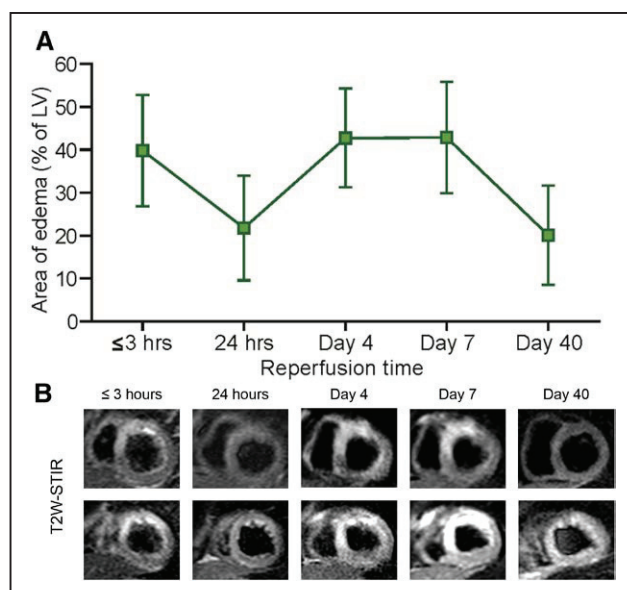 A
Area of edema (% of LV)
60
50
40
30
20
10
0
≤3 hrs 24 hrs Day 4 Day 7 Day 40
Reperfusion time
B
≤ 3 hours 24 hours Day 4 Day 7 Day 40
T2W-STIR